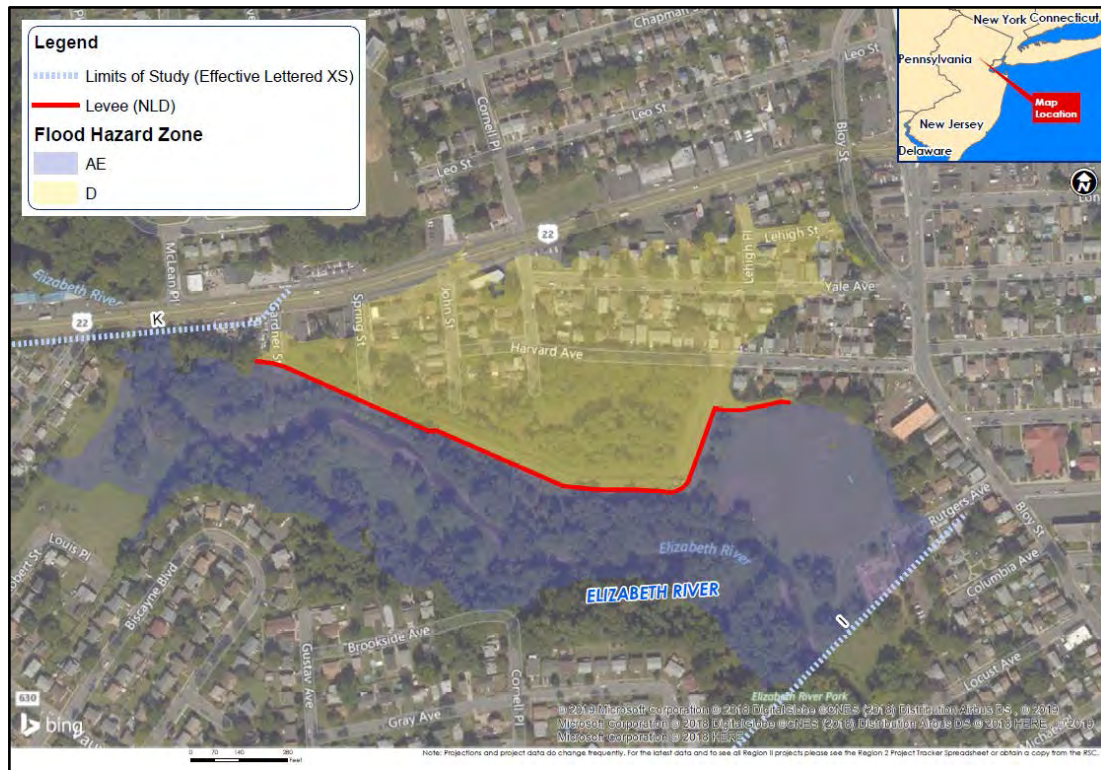 Legend
Limits of Study (Effective Lettered XS)
Levee (NLD)
Flood Hazard Zone
AE
D
New York
Connecticut
Pennsylvania
Map
Location
New Jersey
Delaware
N
Chapman
Leo St
Leo St
Cornell Pl
Bloy St
22
McLean Pl
Elizabeth River
22
K
Gardner St
Spring St
John St
Lehigh Pl
Lehigh St
Yale Ave
Harvard Ave
Rutgers Ave
Bloy St
Columbia Ave
Louis Pl
Biscayne Blvd
Elizabeth River
ELIZABETH RIVER
I
Brookside Ave
Gustav Ave
Cornell Pl
Gray Ave
Locust Ave
Elizabeth River Park
630
bing
0 70 140 280
Feet
Note: Projections and project data do change frequently. For the latest data and to see all Region II projects please see the Region 2 Project Tracker Spreadsheet or obtain a copy from the RSC.